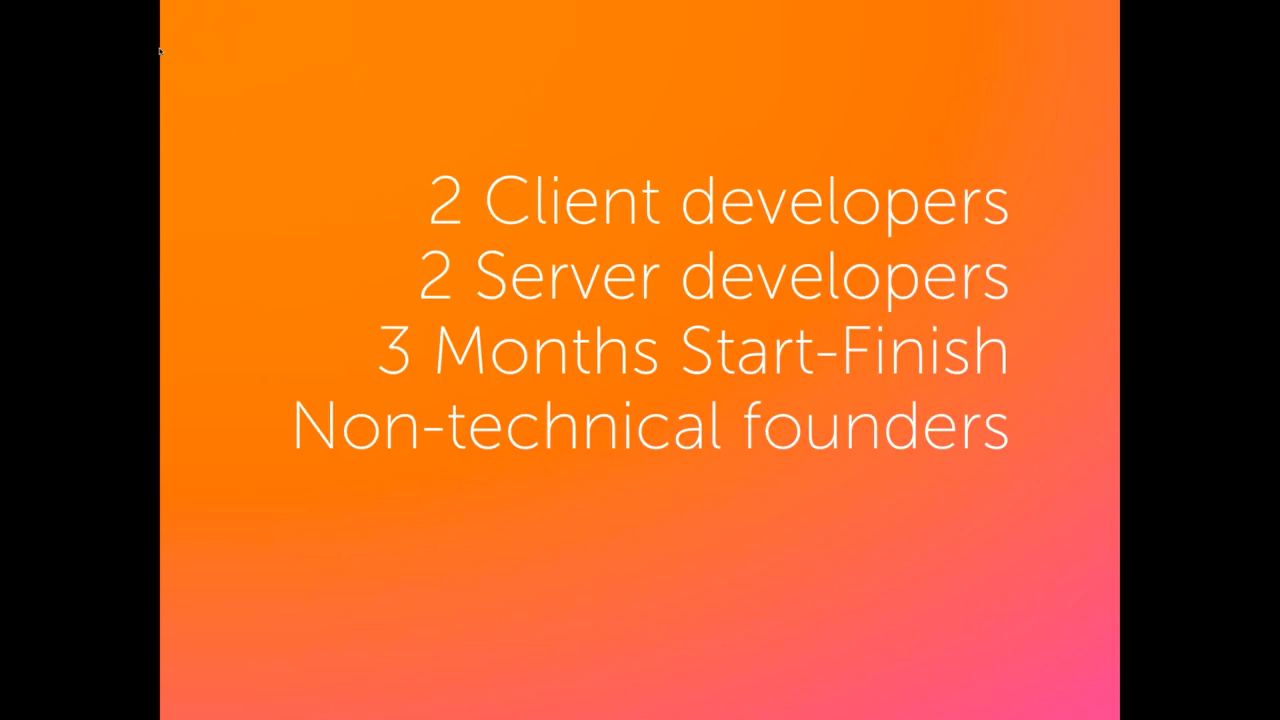 2 Client developers
2 Server developers
3 Months Start-Finish
Non-technical founders